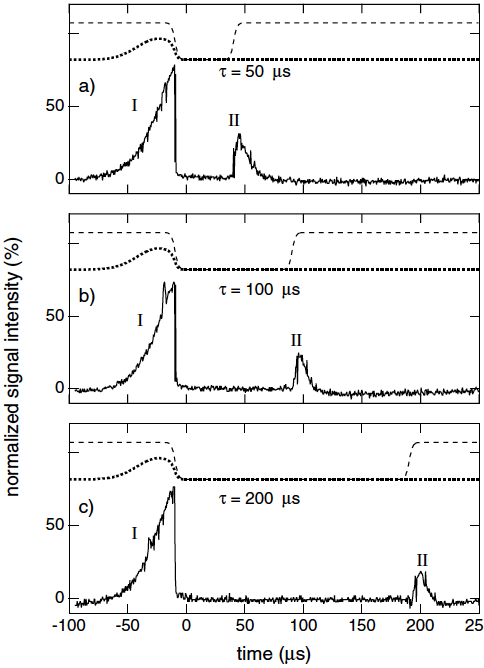 τ = 50 μs
a)
I
II
50
0
τ = 100 μs
b)
I
II
50
0
τ = 200 μs
c)
I
II
50
0
-100 -50 0 50 100 150 200 250
time (μs)
normalized signal intensity (%)